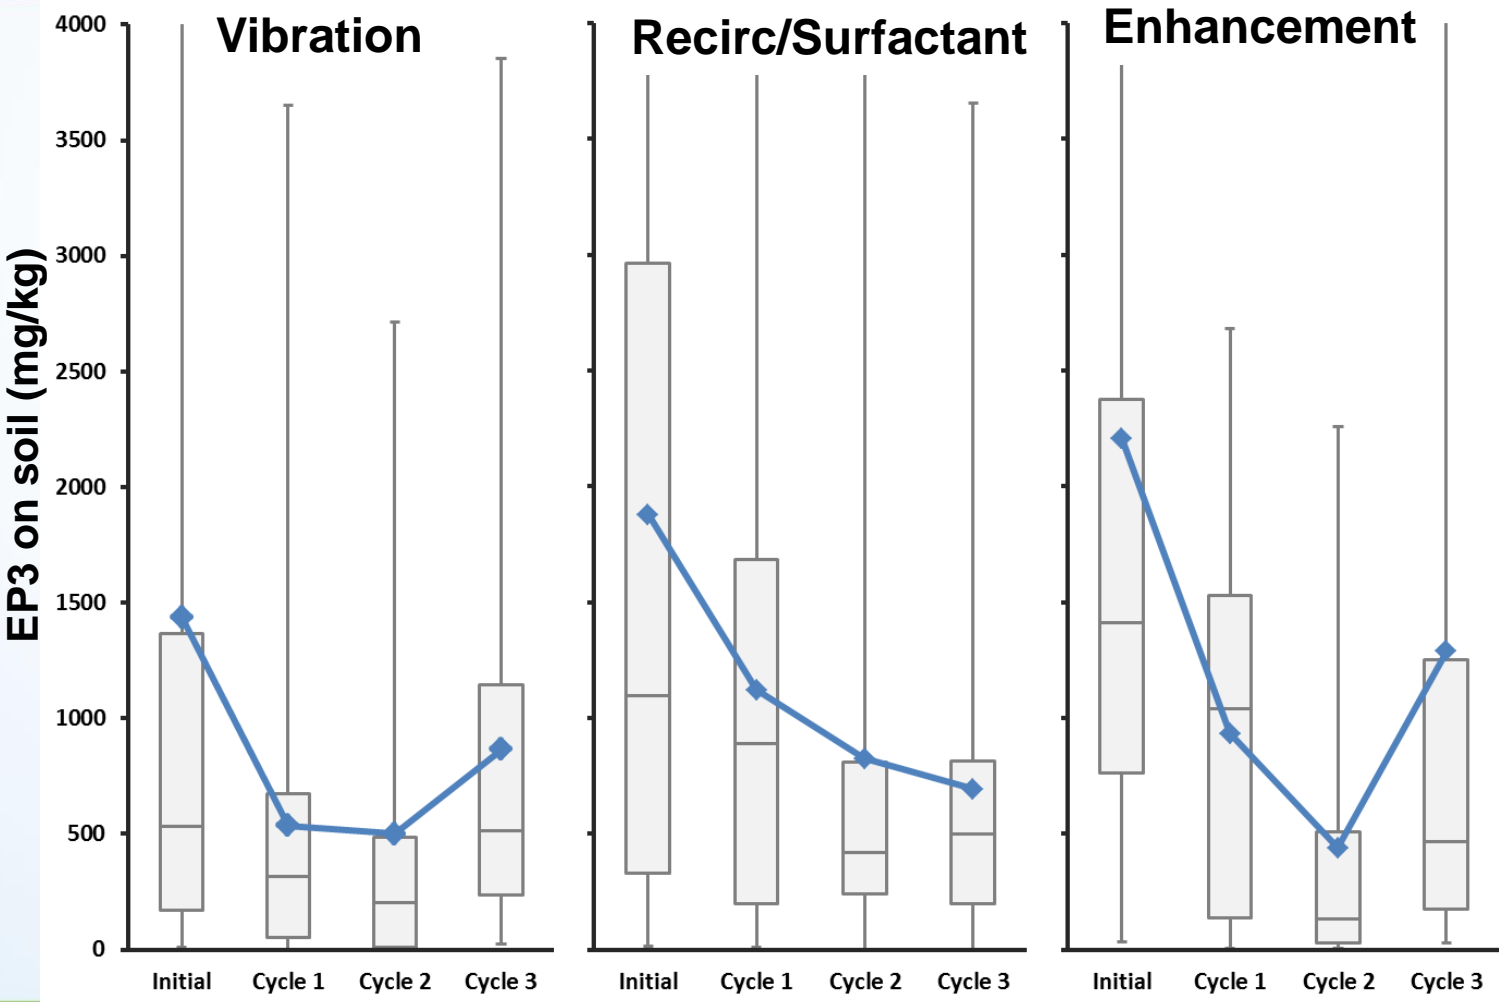 Vibration
Recirc/Surfactant
Enhancement
EP3 on soil (mg/kg)
4000
3500
3000
2500
2000
1500
1000
500
0
Initial Cycle 1 Cycle 2 Cycle 3
Initial Cycle 1 Cycle 2 Cycle 3
Initial Cycle 1 Cycle 2 Cycle 3